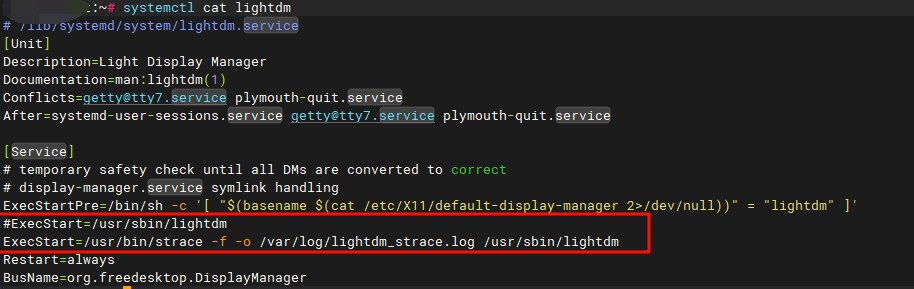 :~# systemctl cat lightdm
# /lib/systemd/system/lightdm.service
[Unit]
Description=Light Display Manager
Documentation=man:lightdm(1)
Conflicts=getty@tty7.service plymouth-quit.service
After=systemd-user-sessions.service getty@tty7.service plymouth-quit.service
[Service]
# temporary safety check until all DMs are converted to correct
# display-manager.service symlink handling
ExecStartPre=/bin/sh -c '[ "$(basename $(cat /etc/X11/default-display-manager 2>/dev/null))" = "lightdm" ]'
#ExecStart=/usr/sbin/lightdm
ExecStart=/usr/bin/strace -f -o /var/log/lightdm_strace.log /usr/sbin/lightdm
Restart=always
BusName=org.freedesktop.DisplayManager